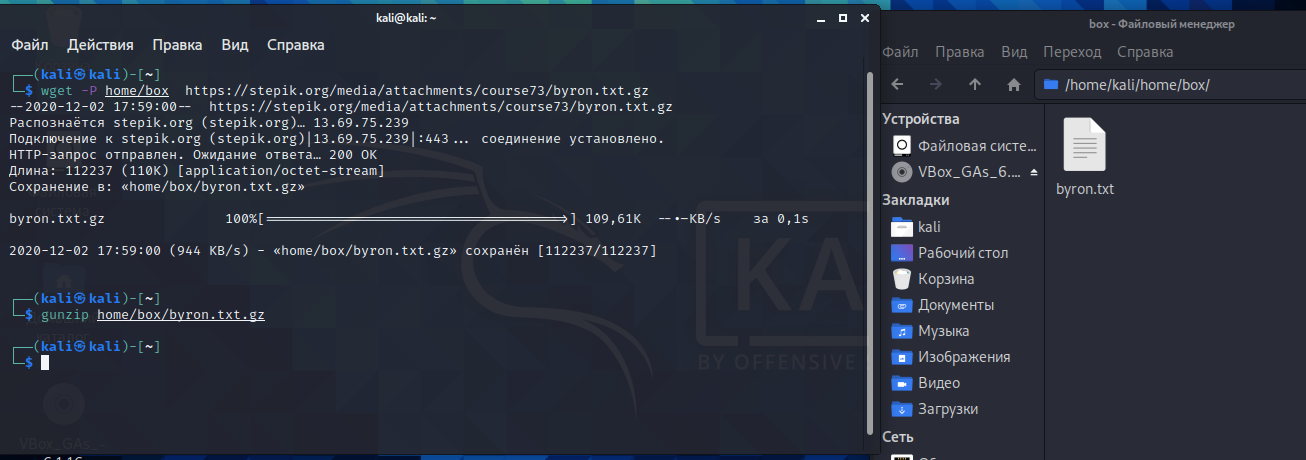 kali@kali: ~
Файл Действия Правка Вид Справка
┌──(kali㉿kali)-[~]
└─$ wget -P home/box  https://stepik.org/media/attachments/course73/byron.txt.gz
--2020-12-02 17:59:00--  https://stepik.org/media/attachments/course73/byron.txt.gz
Распознаётся stepik.org (stepik.org)… 13.69.75.239
Подключение к stepik.org (stepik.org)|13.69.75.239|:443... соединение установлено.
HTTP-запрос отправлен. Ожидание ответа… 200 OK
Длина: 112237 (110K) [application/octet-stream]
Сохранение в: «home/box/byron.txt.gz»
byron.txt.gz 100%[===================================>] 109,61K --.-KB/s за 0,1s
2020-12-02 17:59:00 (944 KB/s) - «home/box/byron.txt.gz» сохранён [112237/112237]
┌──(kali㉿kali)-[~]
└─$ gunzip home/box/byron.txt.gz
┌──(kali㉿kali)-[~]
└─$
KA
BY OFFENSIVE
VBox_GAs_-
6.1.16
box - Файловый менеджер
Файл Правка Вид Переход Справка
/home/kali/home/box/
Устройства
Файловая систе...
VBox_GAs_6....
Закладки
kali
Рабочий стол
Корзина
Документы
Музыка
Изображения
Видео
Загрузки
Сеть
byron.txt